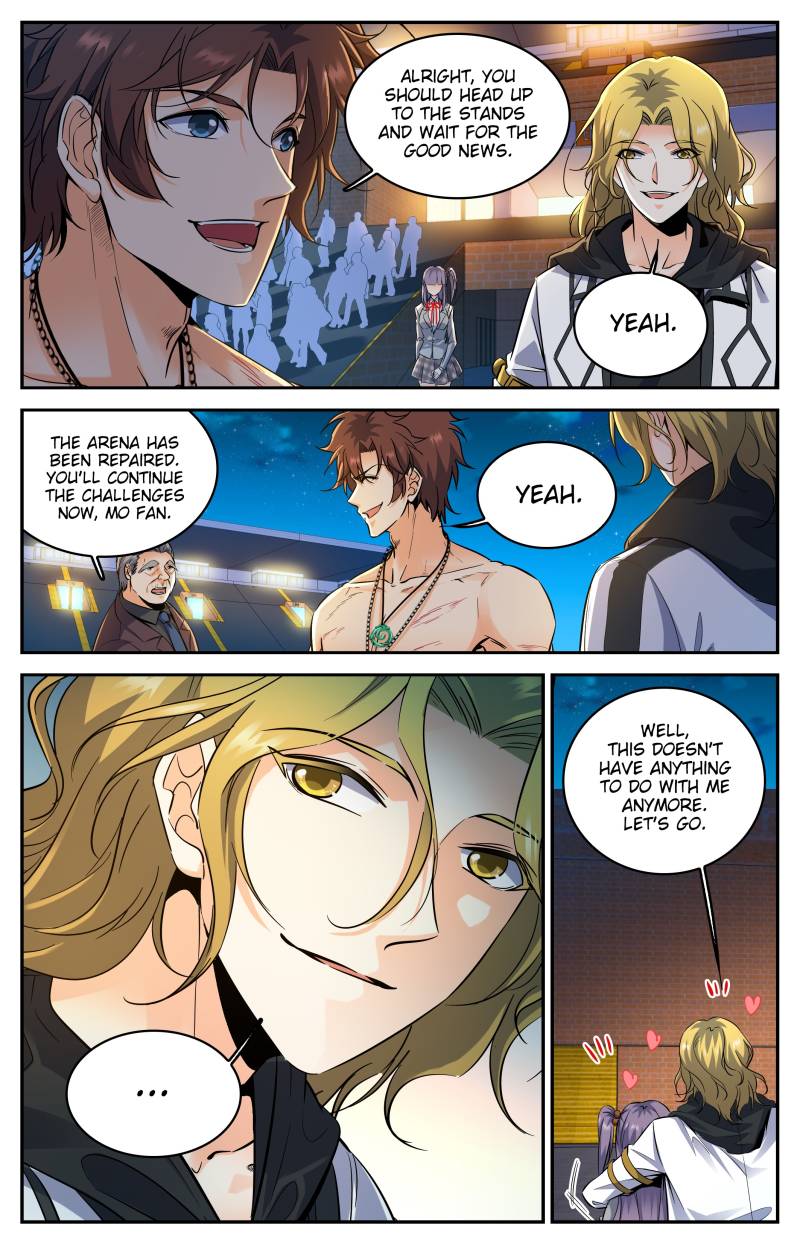 ALRIGHT, YOU
SHOULD HEAD UP
TO THE STANDS
AND WAIT FOR THE
GOOD NEWS.
YEAH.
THE ARENA HAS
BEEN REPAIRED.
YOU'LL CONTINUE
THE CHALLENGES
NOW, MO FAN.
YEAH.
...
WELL,
THIS DOESN'T
HAVE ANYTHING
TO DO WITH ME
ANYMORE.
LET'S GO.